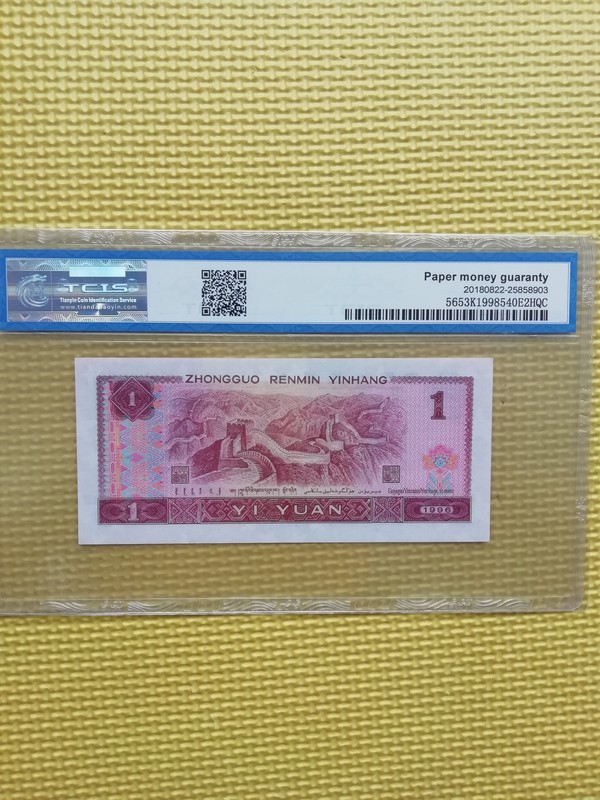 TCIS
Tianyin Coin Identification Service
Paper money guaranty
20180822-25858903
5653K1998540E2HQC
1
ZHONGGUO RENMIN YINHANG
1
1
YI YUAN
1996